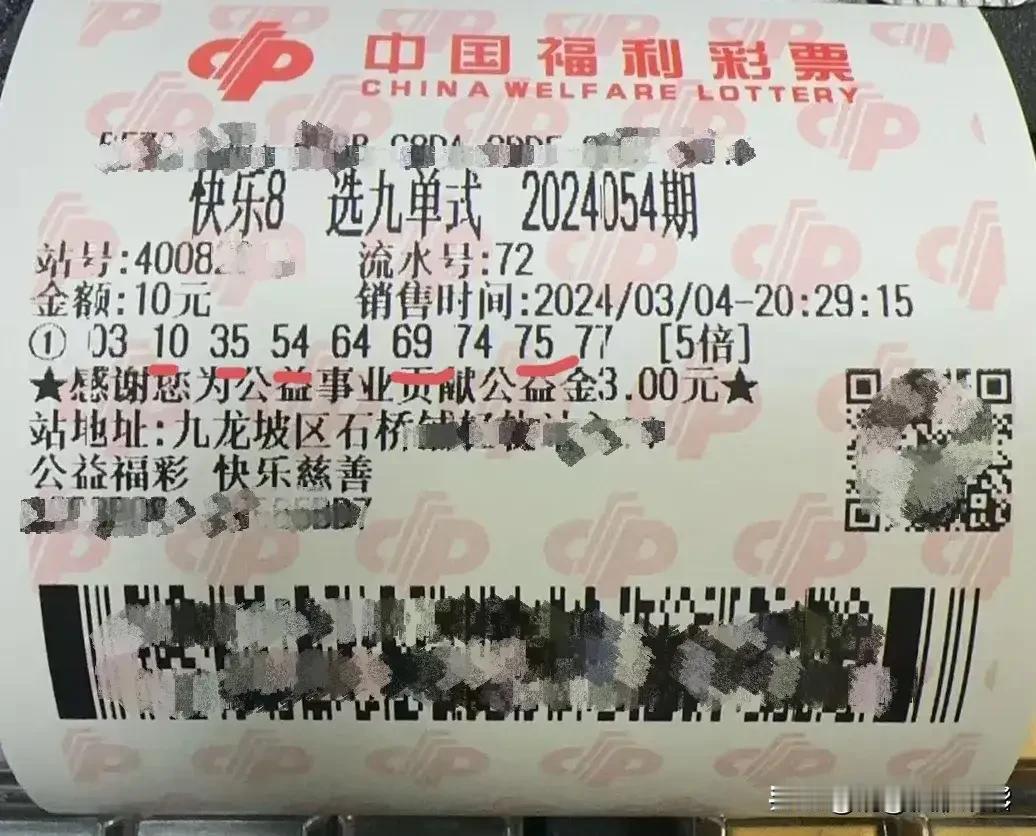 中国福利彩票
CHINA WELFARE LOTTERY
快乐8 选九单式 2024054期
站号:40082 流水号:72
金额:10元 销售时间:2024/03/04-20:29:15
① 03 10 35 54 64 69 74 75 77 [5倍]
★感谢您为公益事业贡献公益金3.00元★
站地址:九龙坡区石桥
公益福彩 快乐慈善